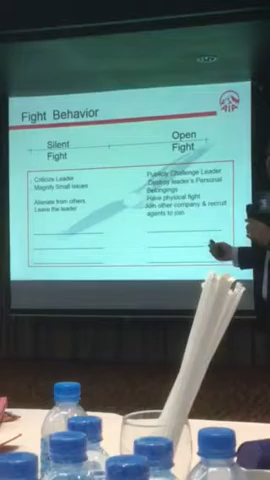 Fight Behavior
AIA
Silent
Fight
Open
Fight
Criticize Leader
Magnify Small issues
Alienate from others,
Leave the leader
Publicly Challenge Leader
Destroy leader's Personal
Belongings
Have physical fight
Join other company & recruit
agents to join